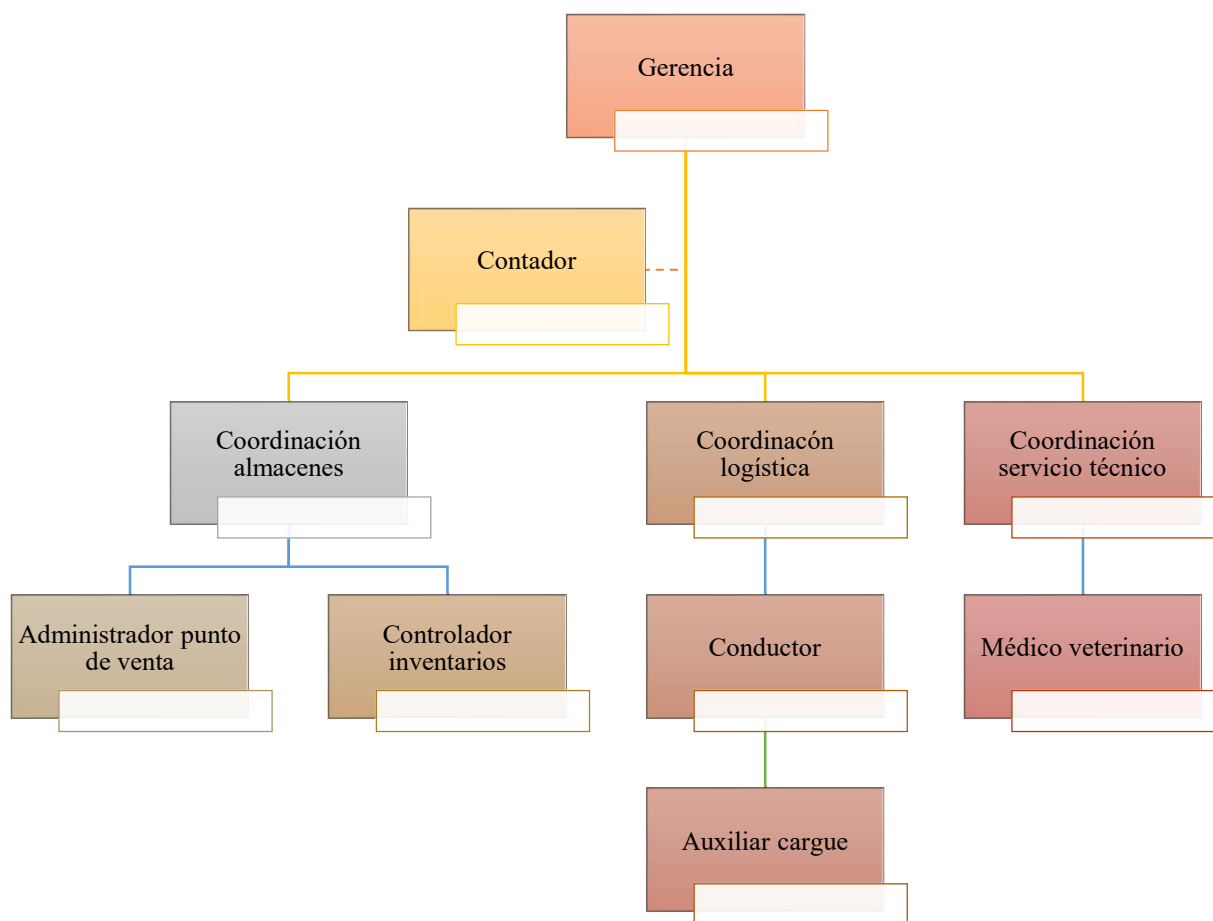 Gerencia
Contador
Coordinación
almacenes
Coordinacón
logística
Coordinación
servicio técnico
Administrador punto
de venta
Controlador
inventarios
Conductor
Médico veterinario
Auxiliar cargue